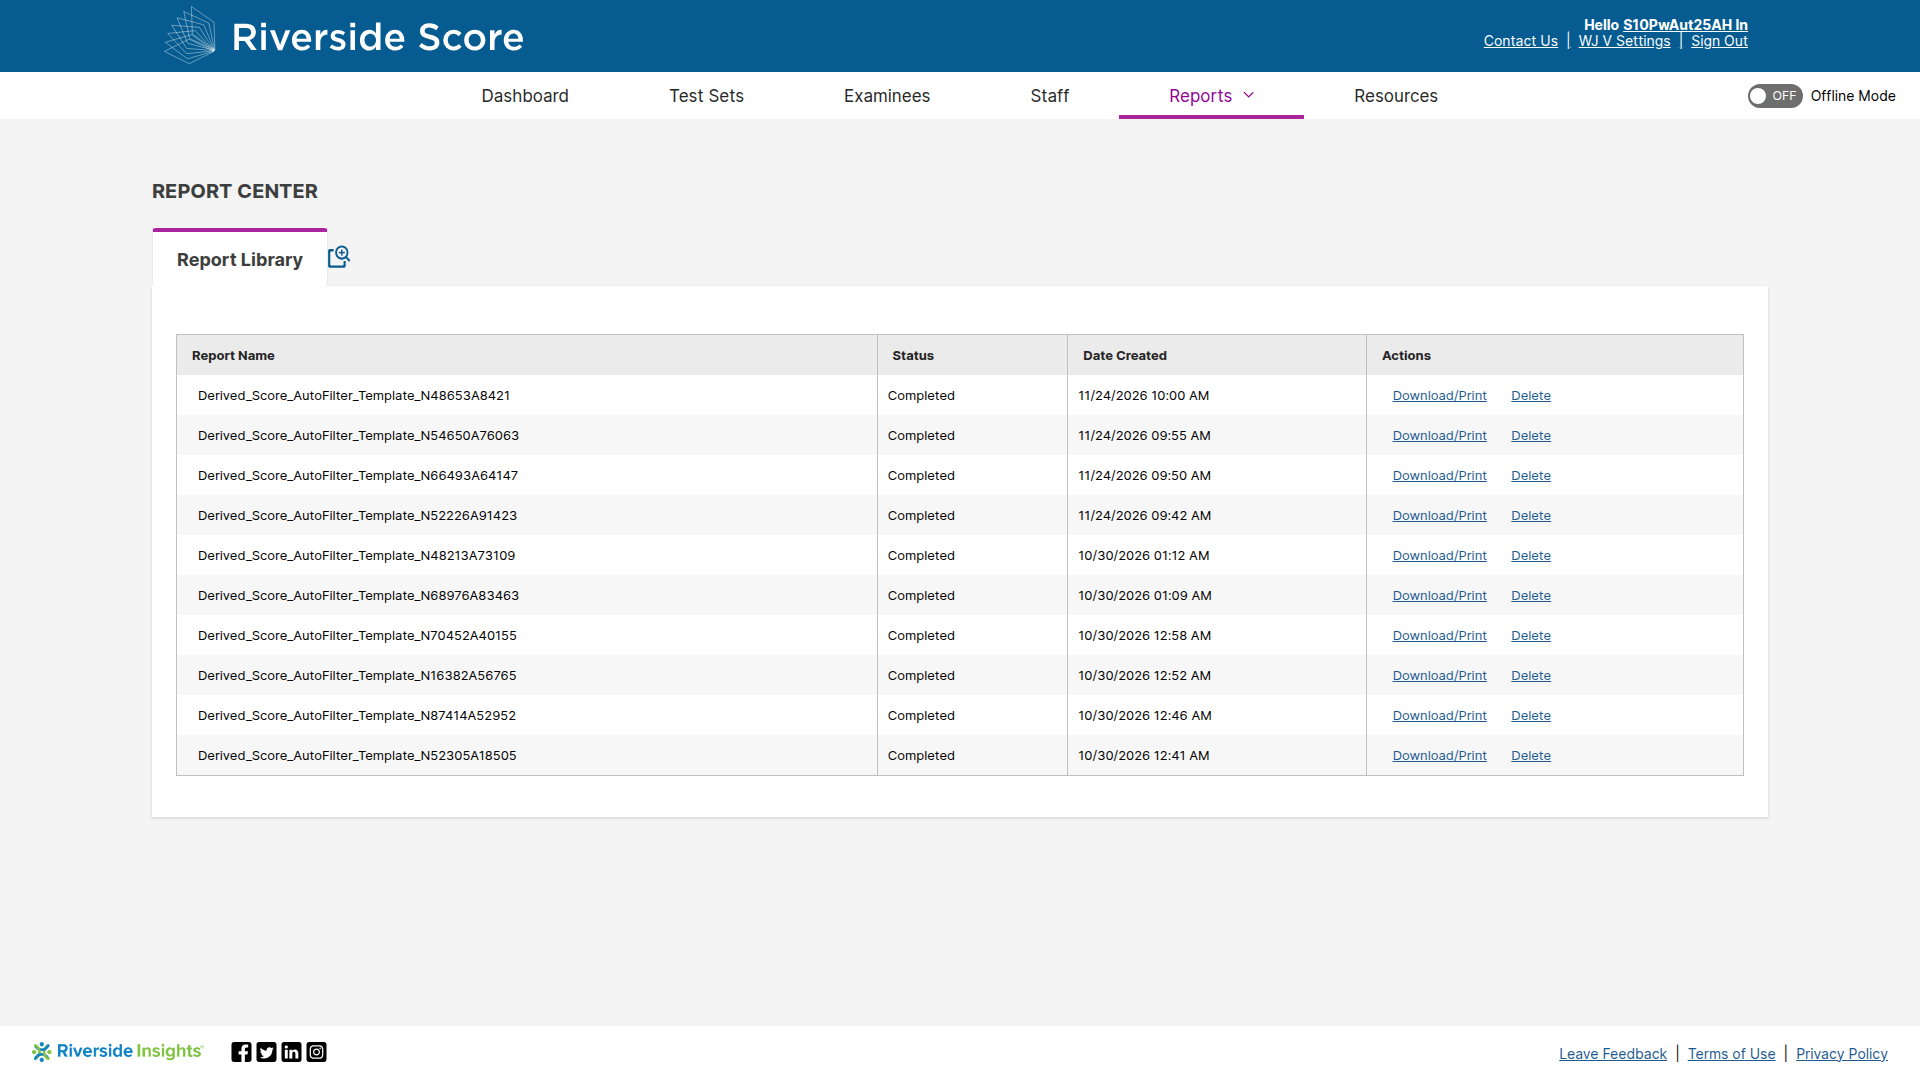 Riverside Score
Hello S10PwAut25AH In
Contact Us | WJ V Settings | Sign Out
Dashboard Test Sets Examinees Staff Reports Resources OFF Offline Mode
REPORT CENTER
Report Library
Report Name Status Date Created Actions
Derived_Score_AutoFilter_Template_N48653A8421 Completed 11/24/2026 10:00 AM Download/Print Delete
Derived_Score_AutoFilter_Template_N54650A76063 Completed 11/24/2026 09:55 AM Download/Print Delete
Derived_Score_AutoFilter_Template_N66493A64147 Completed 11/24/2026 09:50 AM Download/Print Delete
Derived_Score_AutoFilter_Template_N52226A91423 Completed 11/24/2026 09:42 AM Download/Print Delete
Derived_Score_AutoFilter_Template_N48213A73109 Completed 10/30/2026 01:12 AM Download/Print Delete
Derived_Score_AutoFilter_Template_N68976A83463 Completed 10/30/2026 01:09 AM Download/Print Delete
Derived_Score_AutoFilter_Template_N70452A40155 Completed 10/30/2026 12:58 AM Download/Print Delete
Derived_Score_AutoFilter_Template_N16382A56765 Completed 10/30/2026 12:52 AM Download/Print Delete
Derived_Score_AutoFilter_Template_N87414A52952 Completed 10/30/2026 12:46 AM Download/Print Delete
Derived_Score_AutoFilter_Template_N52305A18505 Completed 10/30/2026 12:41 AM Download/Print Delete
Riverside Insights Leave Feedback | Terms of Use | Privacy Policy